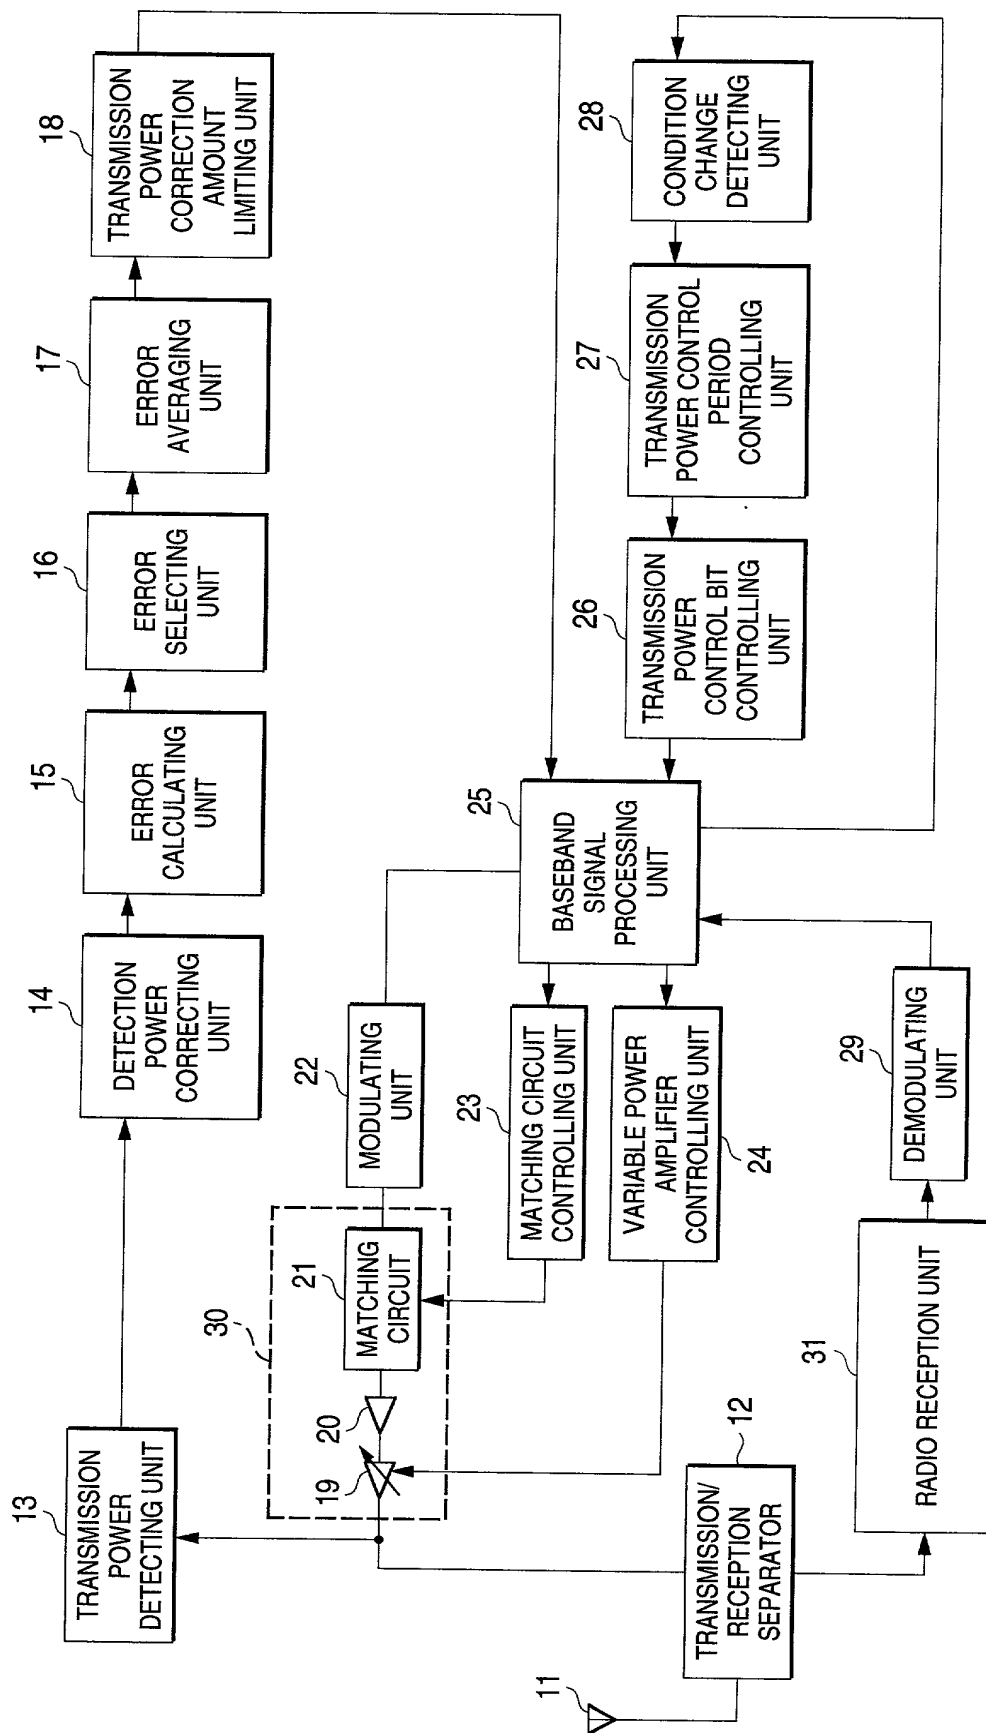 13
TRANSMISSION
POWER
DETECTING UNIT
14
DETECTION
POWER
CORRECTING
UNIT
15
ERROR
CALCULATING
UNIT
16
ERROR
SELECTING
UNIT
17
ERROR
AVERAGING
UNIT
18
TRANSMISSION
POWER
CORRECTION
AMOUNT
LIMITING UNIT
30
19
20
21
MATCHING
CIRCUIT
22
MODULATING
UNIT
23
MATCHING CIRCUIT
CONTROLLING UNIT
24
VARIABLE POWER
AMPLIFIER
CONTROLLING UNIT
25
BASEBAND
SIGNAL
PROCESSING
UNIT
26
TRANSMISSION
POWER
CONTROL BIT
CONTROLLING
UNIT
27
TRANSMISSION
POWER CONTROL
PERIOD
CONTROLLING
UNIT
28
CONDITION
CHANGE
DETECTING
UNIT
11
12
TRANSMISSION/
RECEPTION
SEPARATOR
31
RADIO RECEPTION UNIT
29
DEMODULATING
UNIT